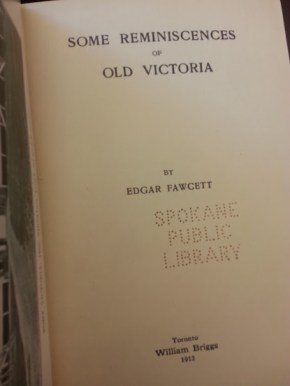 SOME REMINISCENCES
OF
OLD VICTORIA
BY
EDGAR FAWCETT
SPOKANE
PUBLIC
LIBRARY
Toronto
William Briggs
1912